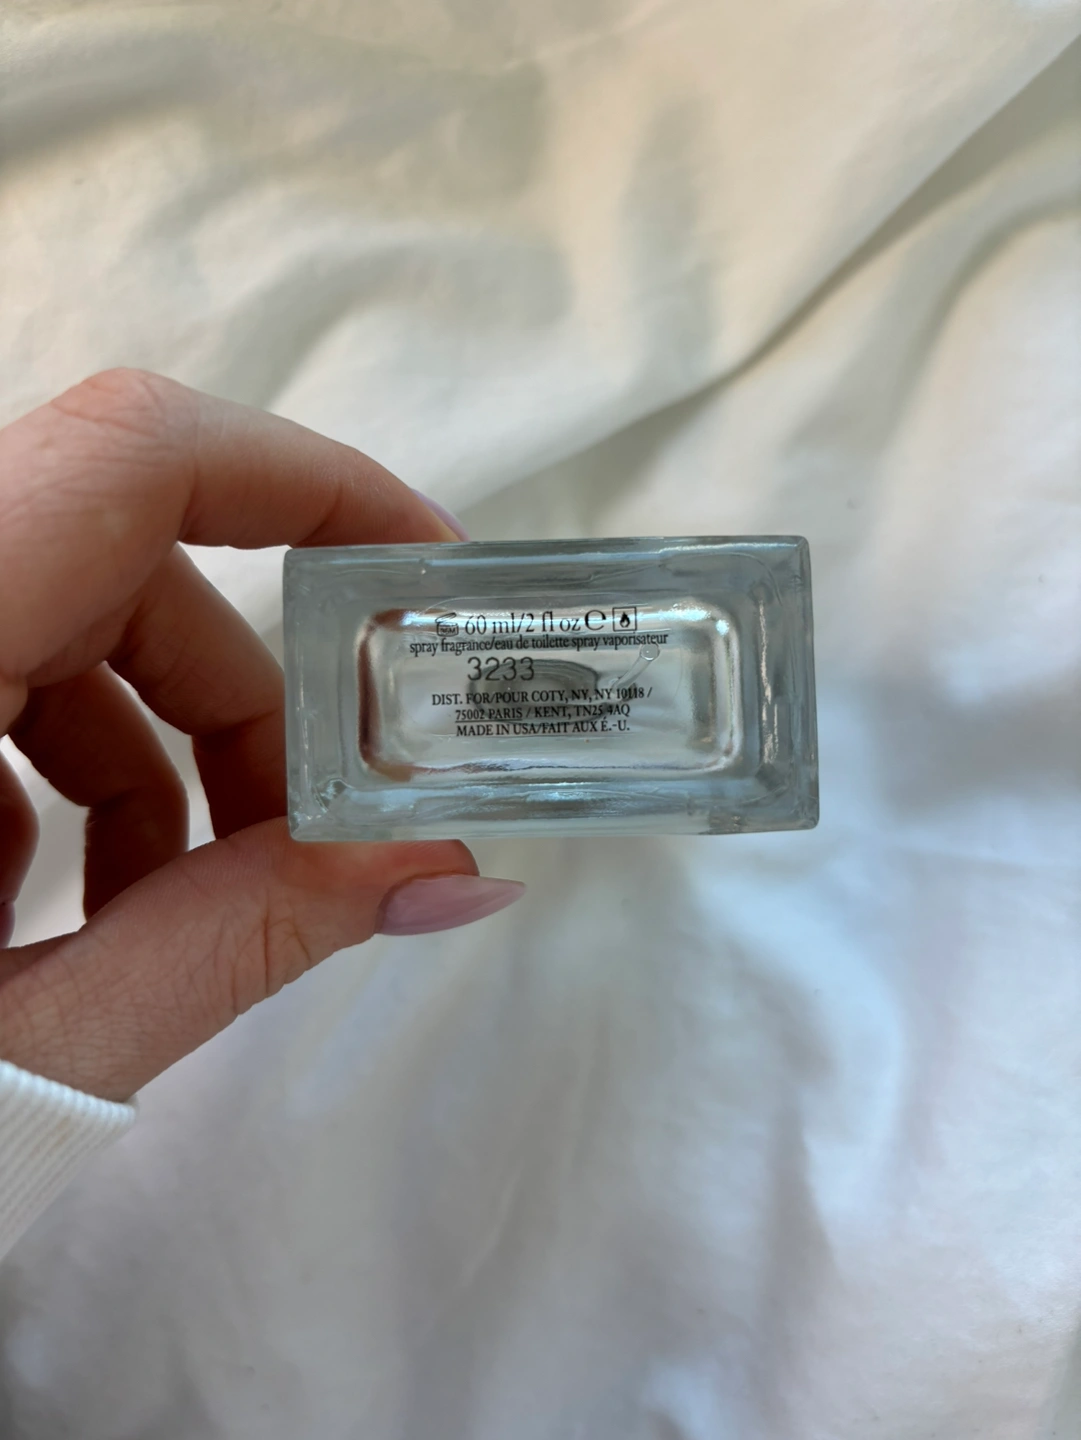 60 ml/2 fl oz ℮
spray fragrance/eau de toilette spray vaporisateur
3233
DIST. FOR/POUR COTY, NY, NY 10118 /
75002 PARIS / KENT, TN25 4AQ
MADE IN USA/FAIT AUX É.-U.